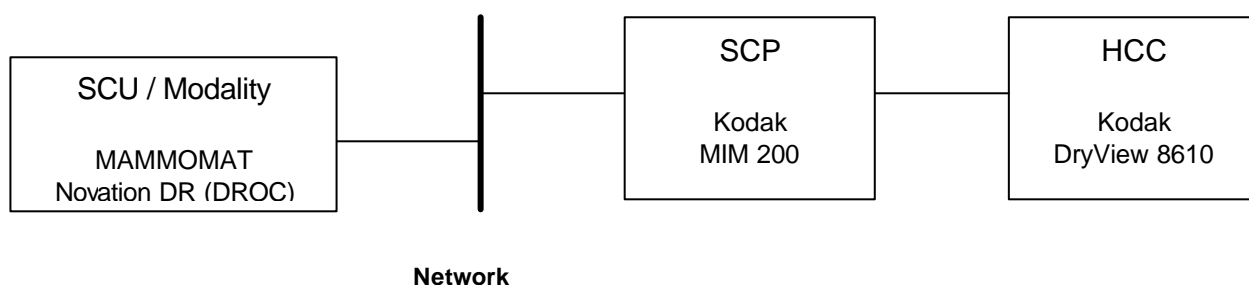 SCU / Modality
MAMMOMAT
Novation DR (DROC)
SCP
Kodak
MIM 200
HCC
Kodak
DryView 8610
Network